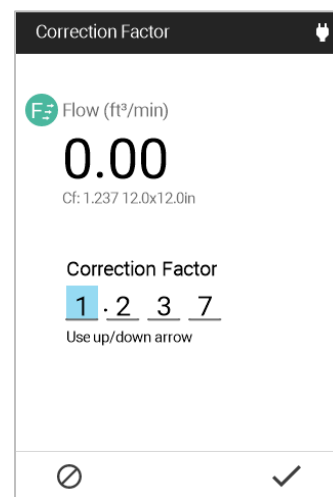 Correction Factor
F Flow (ft³/min)
0.00
Cf: 1.237 12.0x12.0in
Correction Factor
1.237
Use up/down arrow